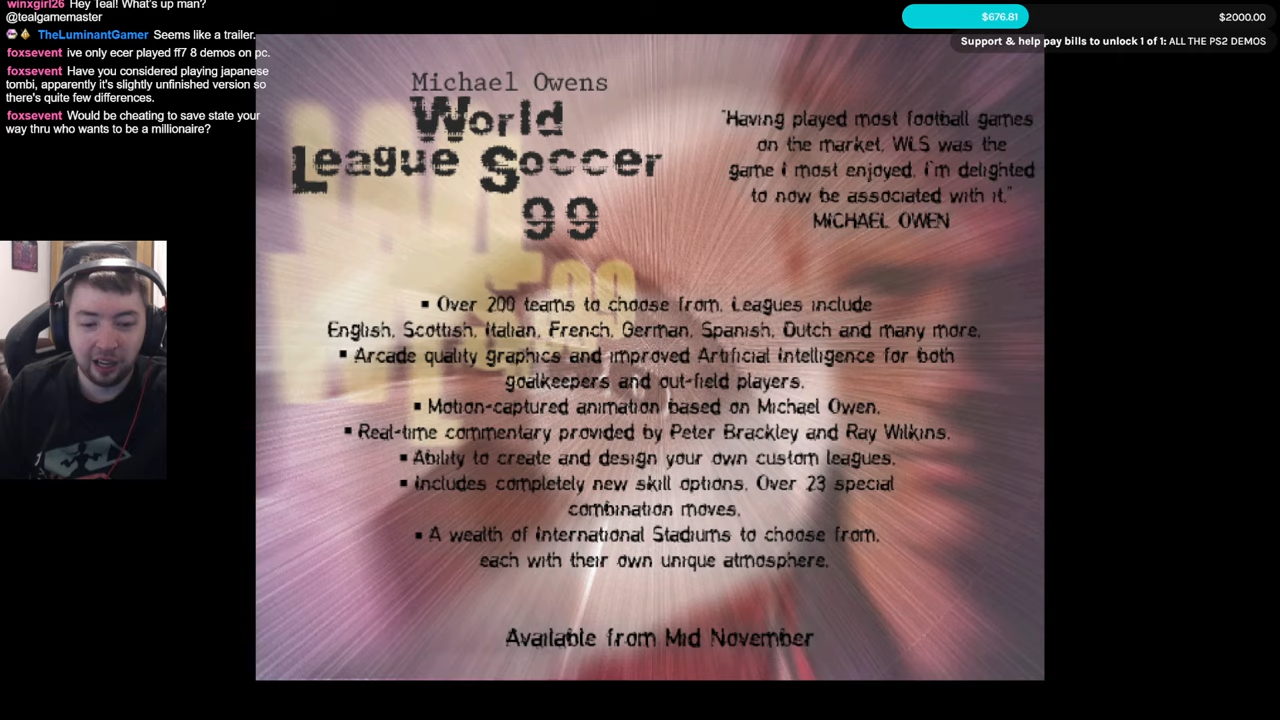 winxgirl26 Hey Teal! What's up man?
@tealgamemaster
TheLuminantGamer Seems like a trailer.
foxsevent ive only ecer played ff7 8 demos on pc.
foxsevent Have you considered playing japanese
tombi, apparently it's slightly unfinished version so
there's quite few differences.
foxsevent Would be cheating to save state your
way thru who wants to be a millionaire?
$676.81
$2000.00
Support & help pay bills to unlock 1 of 1: ALL THE PS2 DEMOS
Michael Owens
World
League Soccer
99
"Having played most football games
on the market, WLS was the
game I most enjoyed. I'm delighted
to now be associated with it."
MICHAEL OWEN
▪ Over 200 teams to choose from. Leagues include
English, Scottish, Italian, French, German, Spanish, Dutch and many more.
▪ Arcade quality graphics and improved Artificial Intelligence for both
goalkeepers and out-field players.
▪ Motion-captured animation based on Michael Owen.
▪ Real-time commentary provided by Peter Brackley and Ray Wilkins.
▪ Ability to create and design your own custom leagues.
▪ Includes completely new skill options. Over 23 special
combination moves.
▪ A wealth of International Stadiums to choose from,
each with their own unique atmosphere.
Available from Mid November